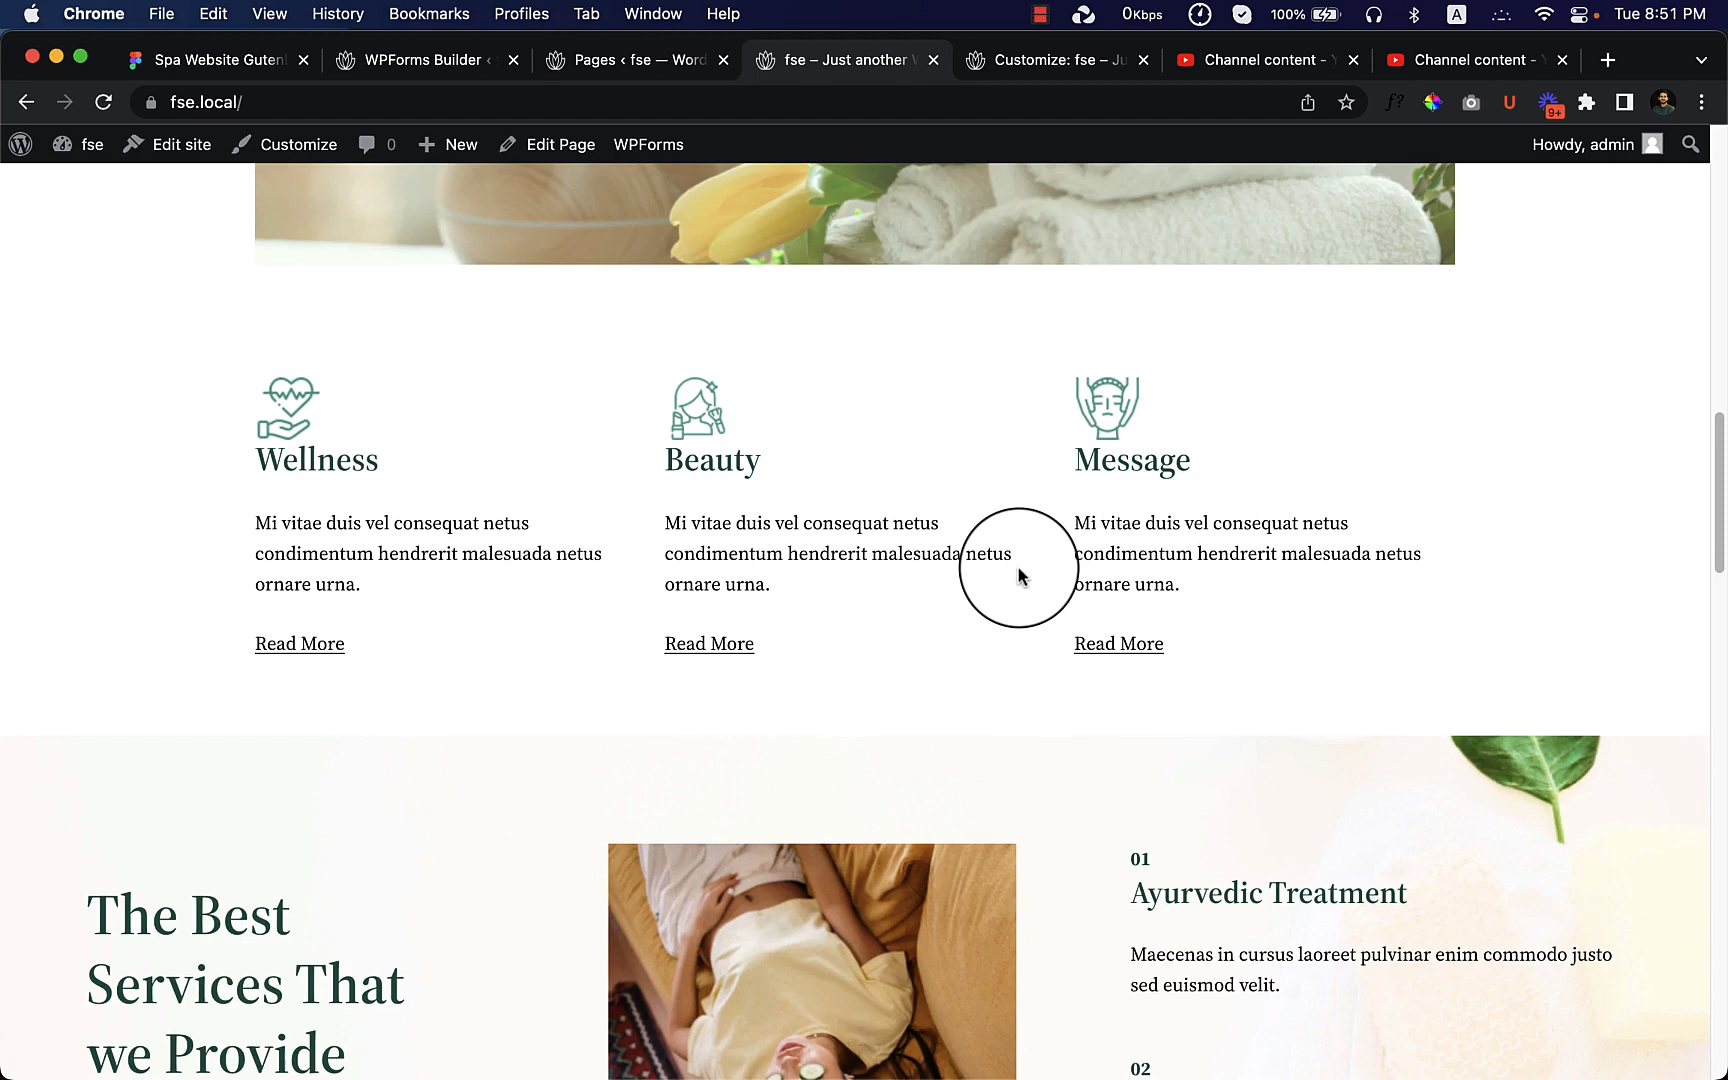 Chrome File Edit View History Bookmarks Profiles Tab Window Help 0Kbps 100% A Tue 8:51 PM
Spa Website Guten WPForms Builder ‹ Pages ‹ fse — Word fse – Just another W Customize: fse – Ju Channel content - Y Channel content - Y
fse.local/ f? U 9+
fse Edit site Customize 0 New Edit Page WPForms Howdy, admin
Wellness
Mi vitae duis vel consequat netus
condimentum hendrerit malesuada netus
ornare urna.
Read More
Beauty
Mi vitae duis vel consequat netus
condimentum hendrerit malesuada netus
ornare urna.
Read More
Message
Mi vitae duis vel consequat netus
condimentum hendrerit malesuada netus
ornare urna.
Read More
The Best
Services That
we Provide
01
Ayurvedic Treatment
Maecenas in cursus laoreet pulvinar enim commodo justo
sed euismod velit.
02